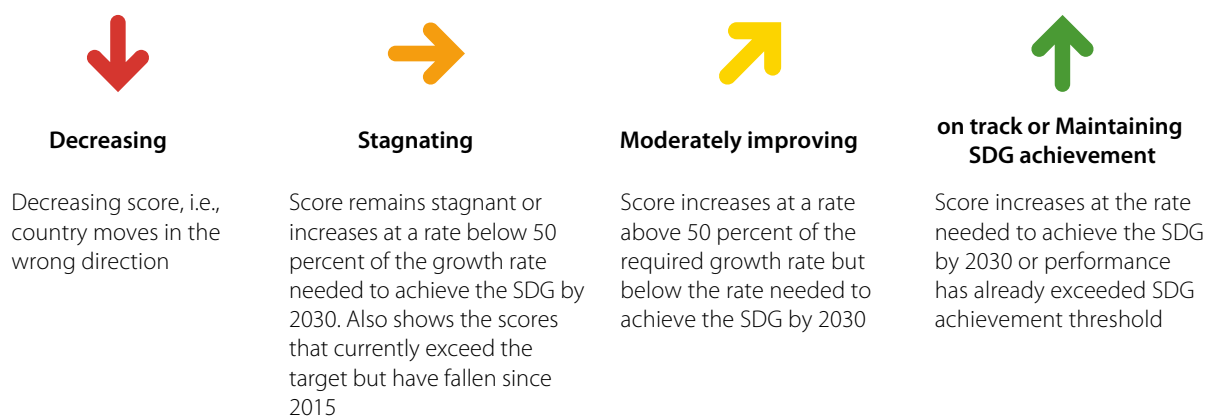 Decreasing
Decreasing score, i.e.,
country moves in the
wrong direction
Stagnating
Score remains stagnant or
increases at a rate below 50
percent of the growth rate
needed to achieve the SDG by
2030. Also shows the scores
that currently exceed the
target but have fallen since
2015
Moderately improving
Score increases at a rate
above 50 percent of the
required growth rate but
below the rate needed to
achieve the SDG by 2030
on track or Maintaining
SDG achievement
Score increases at the rate
needed to achieve the SDG
by 2030 or performance
has already exceeded SDG
achievement threshold